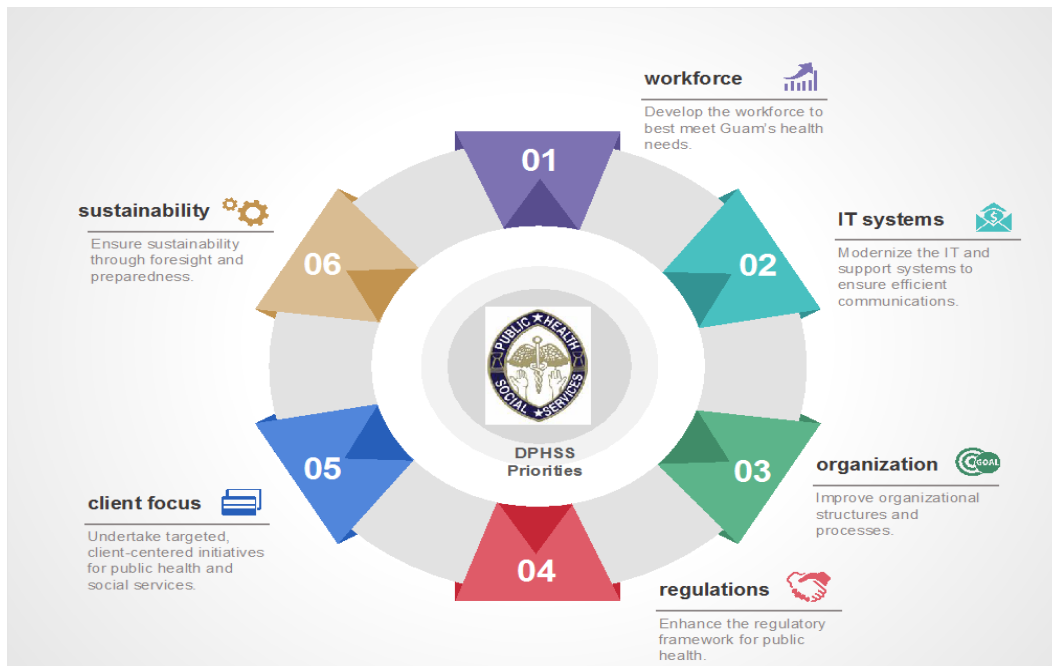 workforce
Develop the workforce to
best meet Guam's health
needs.
01
sustainability
Ensure sustainability
through foresight and
preparedness.
06
IT systems
Modernize the IT and
support systems to
ensure efficient
communications.
02
PUBLIC ★ HEALTH
SOCIAL ★ SERVICES
DPHSS
Priorities
05
client focus
Undertake targeted,
client-centered initiatives
for public health and
social services.
03
organization
GOAL
Improve organizational
structures and
processes.
04
regulations
Enhance the regulatory
framework for public
health.